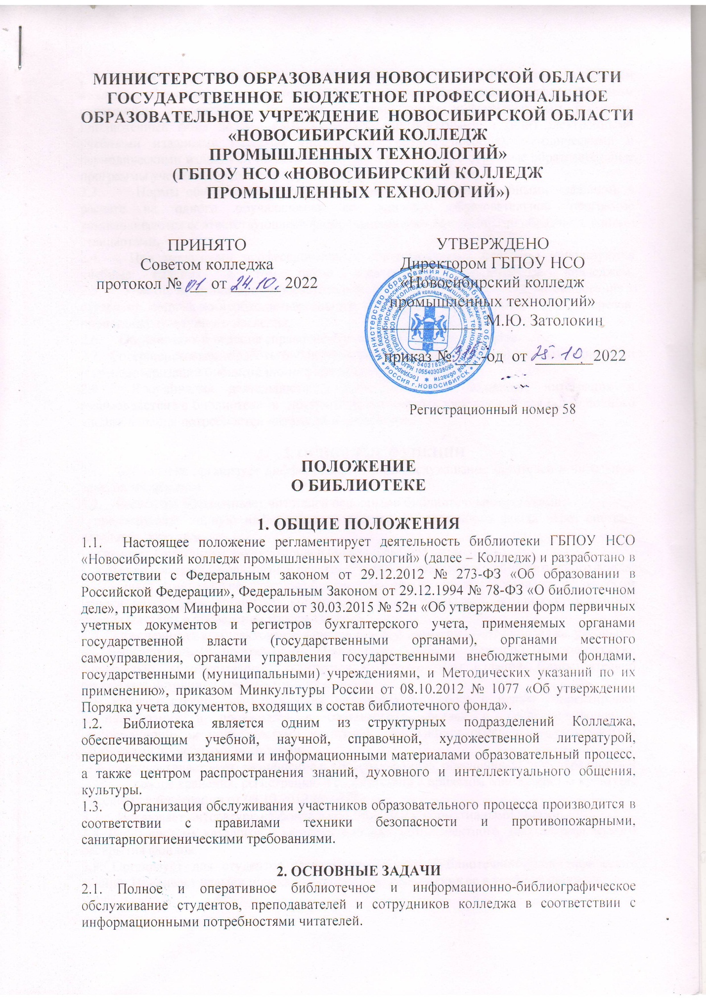 МИНИСТЕРСТВО ОБРАЗОВАНИЯ НОВОСИБИРСКОЙ ОБЛАСТИ
ГОСУДАРСТВЕННОЕ БЮДЖЕТНОЕ ПРОФЕССИОНАЛЬНОЕ
ОБРАЗОВАТЕЛЬНОЕ УЧРЕЖДЕНИЕ НОВОСИБИРСКОЙ ОБЛАСТИ
«НОВОСИБИРСКИЙ КОЛЛЕДЖ
ПРОМЫШЛЕННЫХ ТЕХНОЛОГИЙ»
(ГБПОУ НСО «НОВОСИБИРСКИЙ КОЛЛЕДЖ
ПРОМЫШЛЕННЫХ ТЕХНОЛОГИЙ»)
ПРИНЯТО
Советом колледжа
протокол № 01 от 24.10. 2022
УТВЕРЖДЕНО
Директором ГБПОУ НСО
«Новосибирский колледж
промышленных технологий»
М.Ю. Затолокин
приказ № -од от 25.10 2022
Регистрационный номер 58
ПОЛОЖЕНИЕ
О БИБЛИОТЕКЕ
1. ОБЩИЕ ПОЛОЖЕНИЯ
1.1. Настоящее положение регламентирует деятельность библиотеки ГБПОУ НСО
«Новосибирский колледж промышленных технологий» (далее – Колледж) и разработано в
соответствии с Федеральным законом от 29.12.2012 № 273-ФЗ «Об образовании в
Российской Федерации», Федеральным Законом от 29.12.1994 № 78-ФЗ «О библиотечном
деле», приказом Минфина России от 30.03.2015 № 52н «Об утверждении форм первичных
учетных документов и регистров бухгалтерского учета, применяемых органами
государственной власти (государственными органами), органами местного
самоуправления, органами управления государственными внебюджетными фондами,
государственными (муниципальными) учреждениями, и Методических указаний по их
применению», приказом Минкультуры России от 08.10.2012 № 1077 «Об утверждении
Порядка учета документов, входящих в состав библиотечного фонда».
1.2. Библиотека является одним из структурных подразделений Колледжа,
обеспечивающим учебной, научной, справочной, художественной литературой,
периодическими изданиями и информационными материалами образовательный процесс,
а также центром распространения знаний, духовного и интеллектуального общения,
культуры.
1.3. Организация обслуживания участников образовательного процесса производится в
соответствии с правилами техники безопасности и противопожарными,
санитарногигиеническими требованиями.
2. ОСНОВНЫЕ ЗАДАЧИ
2.1. Полное и оперативное библиотечное и информационно-библиографическое
обслуживание студентов, преподавателей и сотрудников колледжа в соответствии с
информационными потребностями читателей.